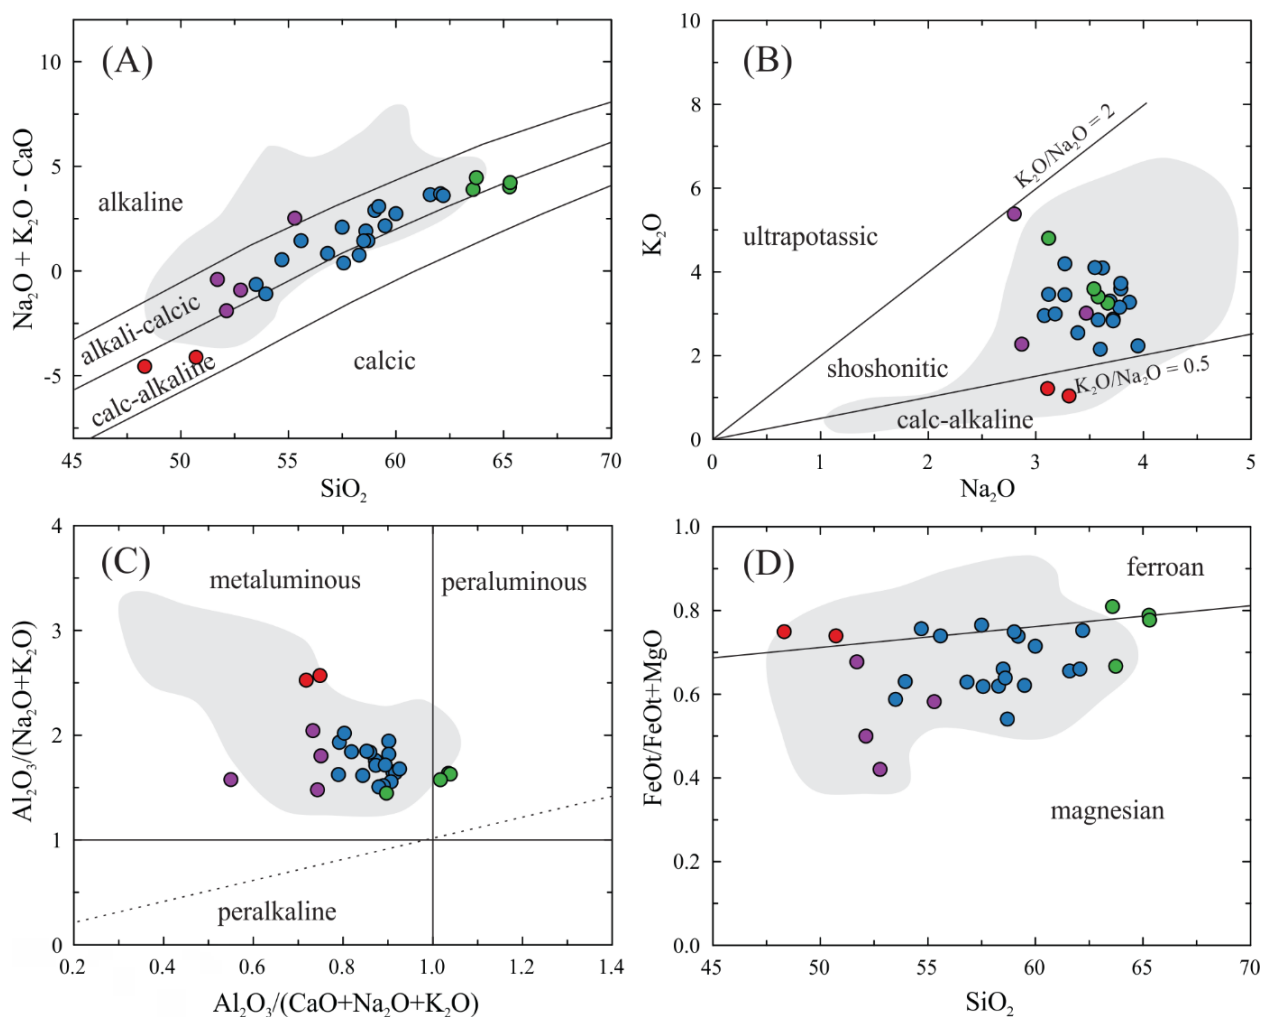 (A)
10
5
0
-5
Na₂O + K₂O - CaO
alkaline
alkali-calcic
calc-alkaline
calcic
45
50
55
60
65
70
SiO₂
(B)
10
8
6
4
2
0
K₂O
K₂O/Na₂O = 2
ultrapotassic
shoshonitic
K₂O/Na₂O = 0.5
calc-alkaline
0
1
2
3
4
5
Na₂O
(C)
4
3
2
1
0
Al₂O₃/(Na₂O+K₂O)
metaluminous
peraluminous
peralkaline
0.2
0.4
0.6
0.8
1.0
1.2
1.4
Al₂O₃/(CaO+Na₂O+K₂O)
(D)
1.0
0.8
0.6
0.4
0.2
0.0
FeOt/FeOt+MgO
ferroan
magnesian
45
50
55
60
65
70
SiO₂